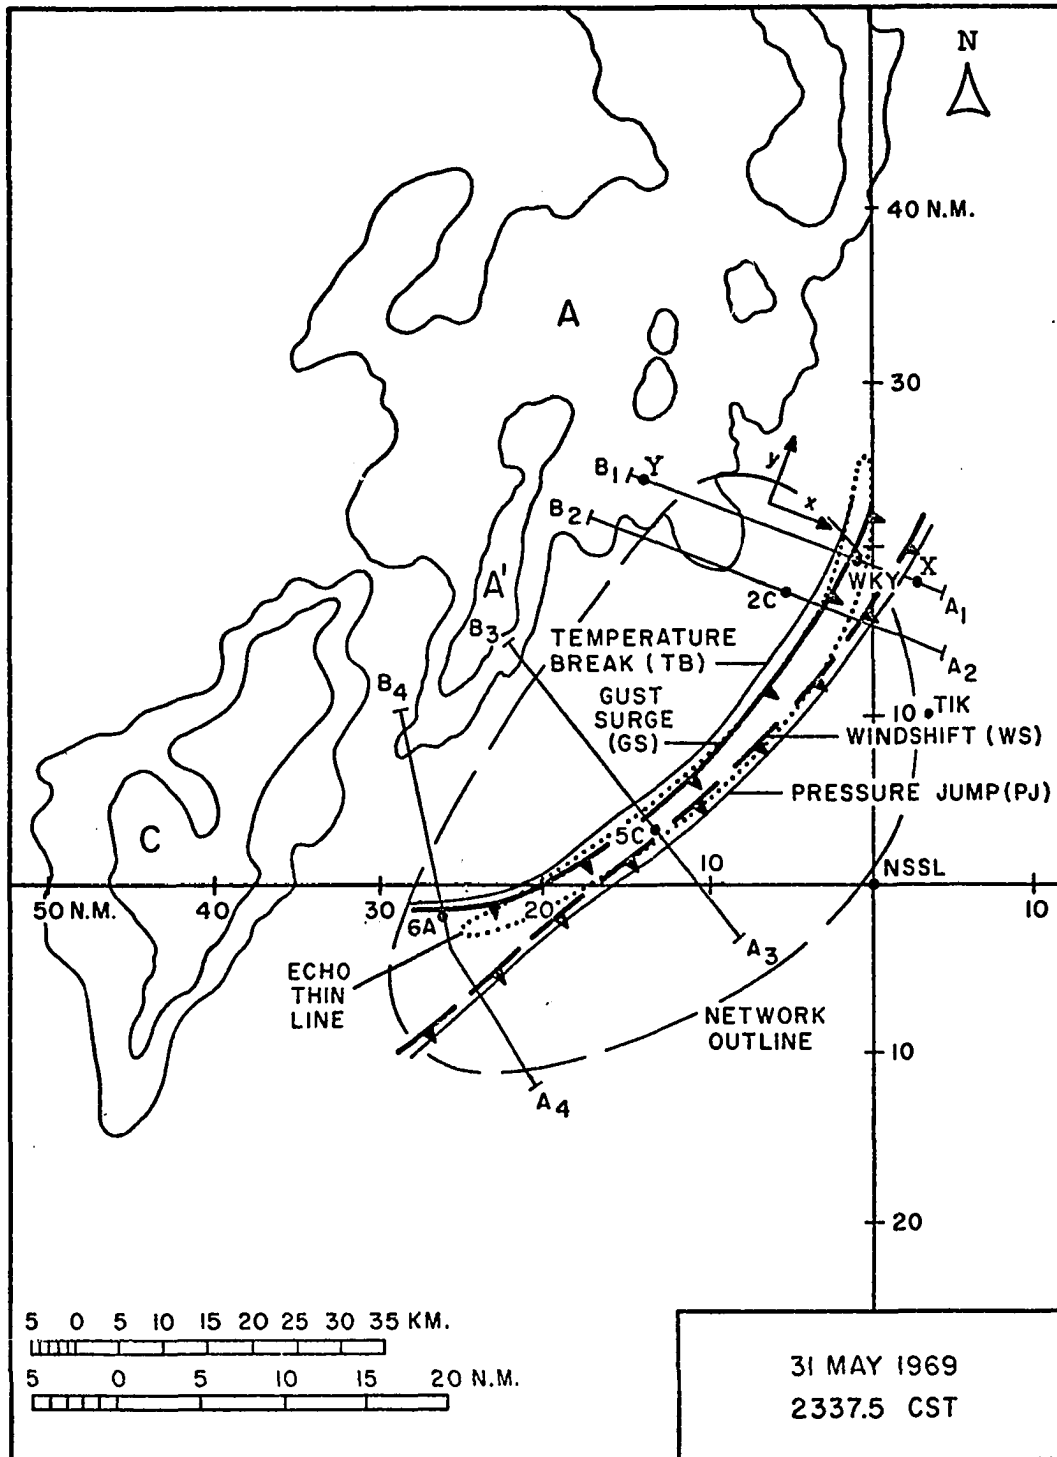 N
40 N.M.
A
30
B1 Y
y
x
B2
A'
WKY
X
2C
A1
B3
TEMPERATURE
BREAK (TB)
A2
B4
GUST
SURGE
(GS)
10
TIK
WINDSHIFT (WS)
PRESSURE JUMP (PJ)
C
5C
10
NSSL
50 N.M.
40
30
20
10
6A
A3
ECHO
THIN
LINE
NETWORK
OUTLINE
10
A4
20
5 0 5 10 15 20 25 30 35 KM.
5 0 5 10 15 20 N.M.
31 MAY 1969
2337.5 CST